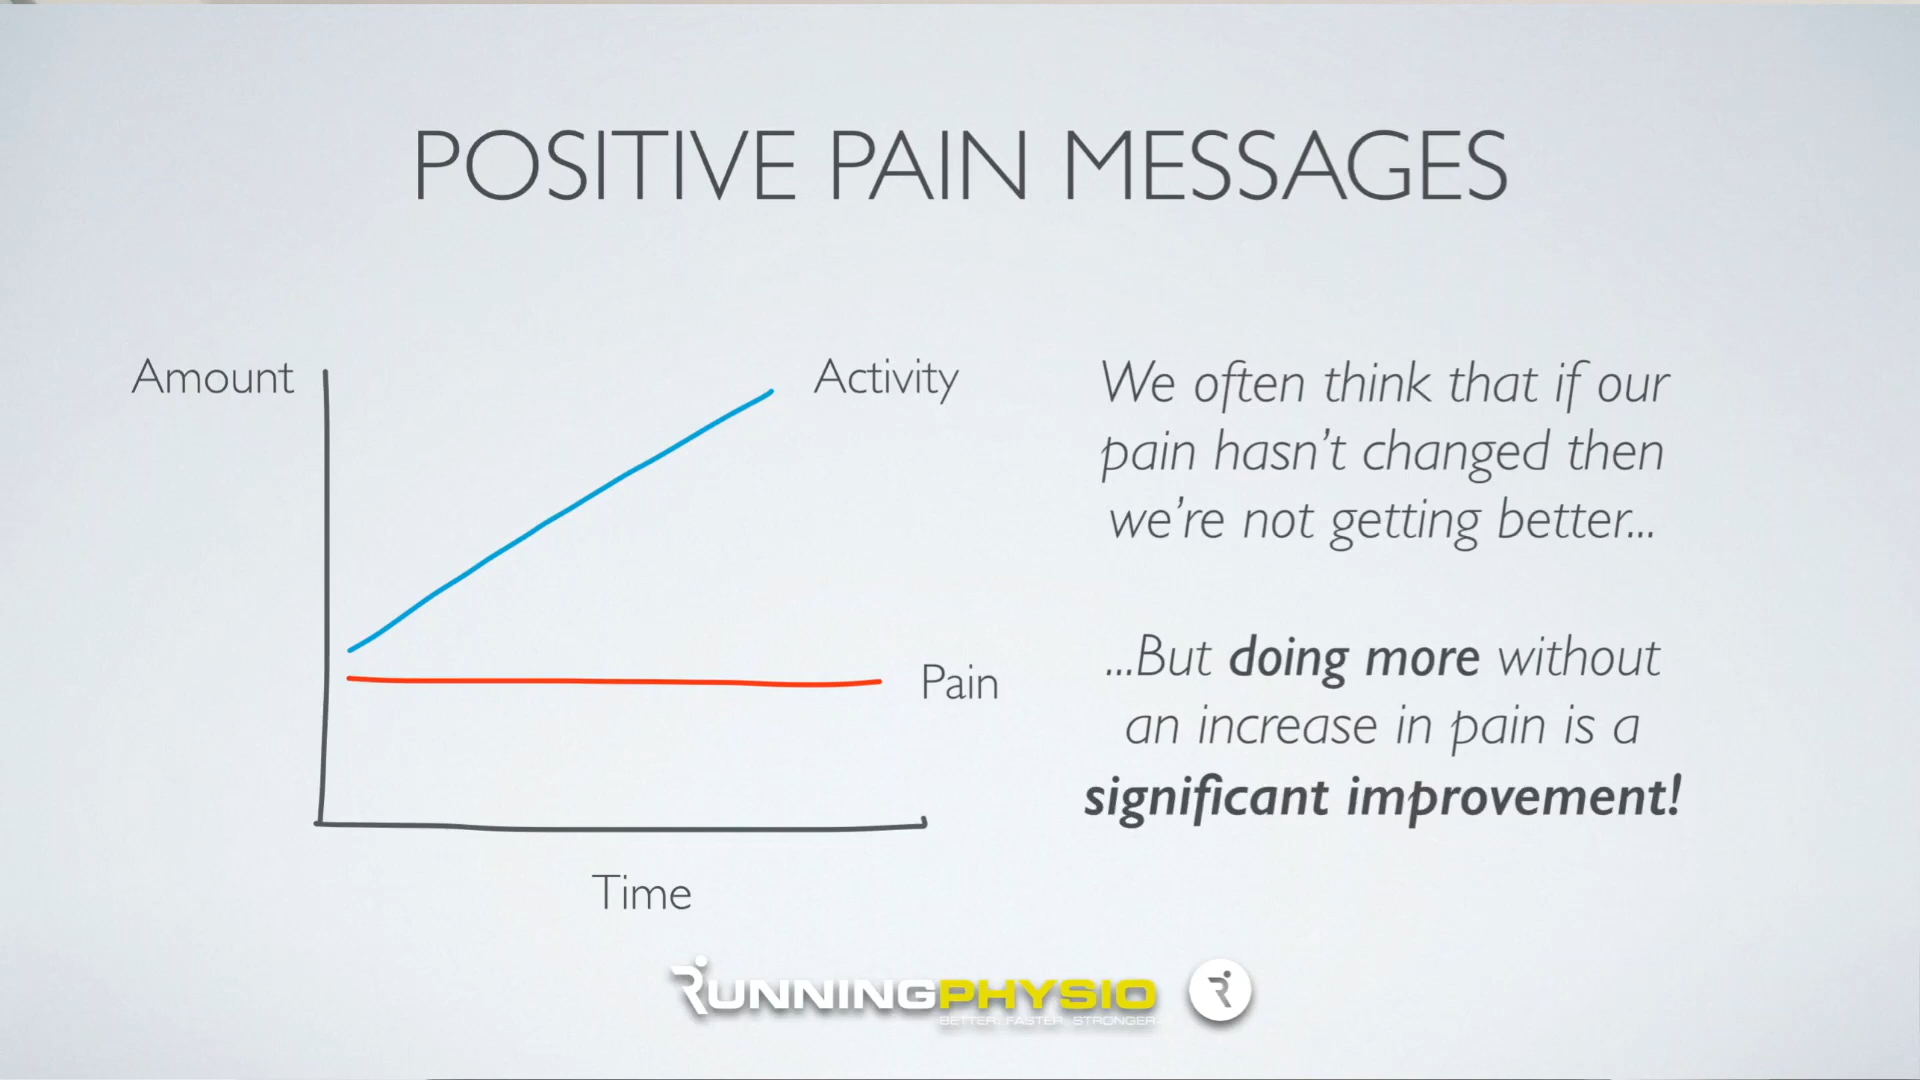 POSITIVE PAIN MESSAGES
Amount
Activity
Pain
Time
We often think that if our
pain hasn't changed then
we're not getting better...
...But doing more without
an increase in pain is a
significant improvement!
RUNNINGPHYSIO
BETTER. FASTER. STRONGER.